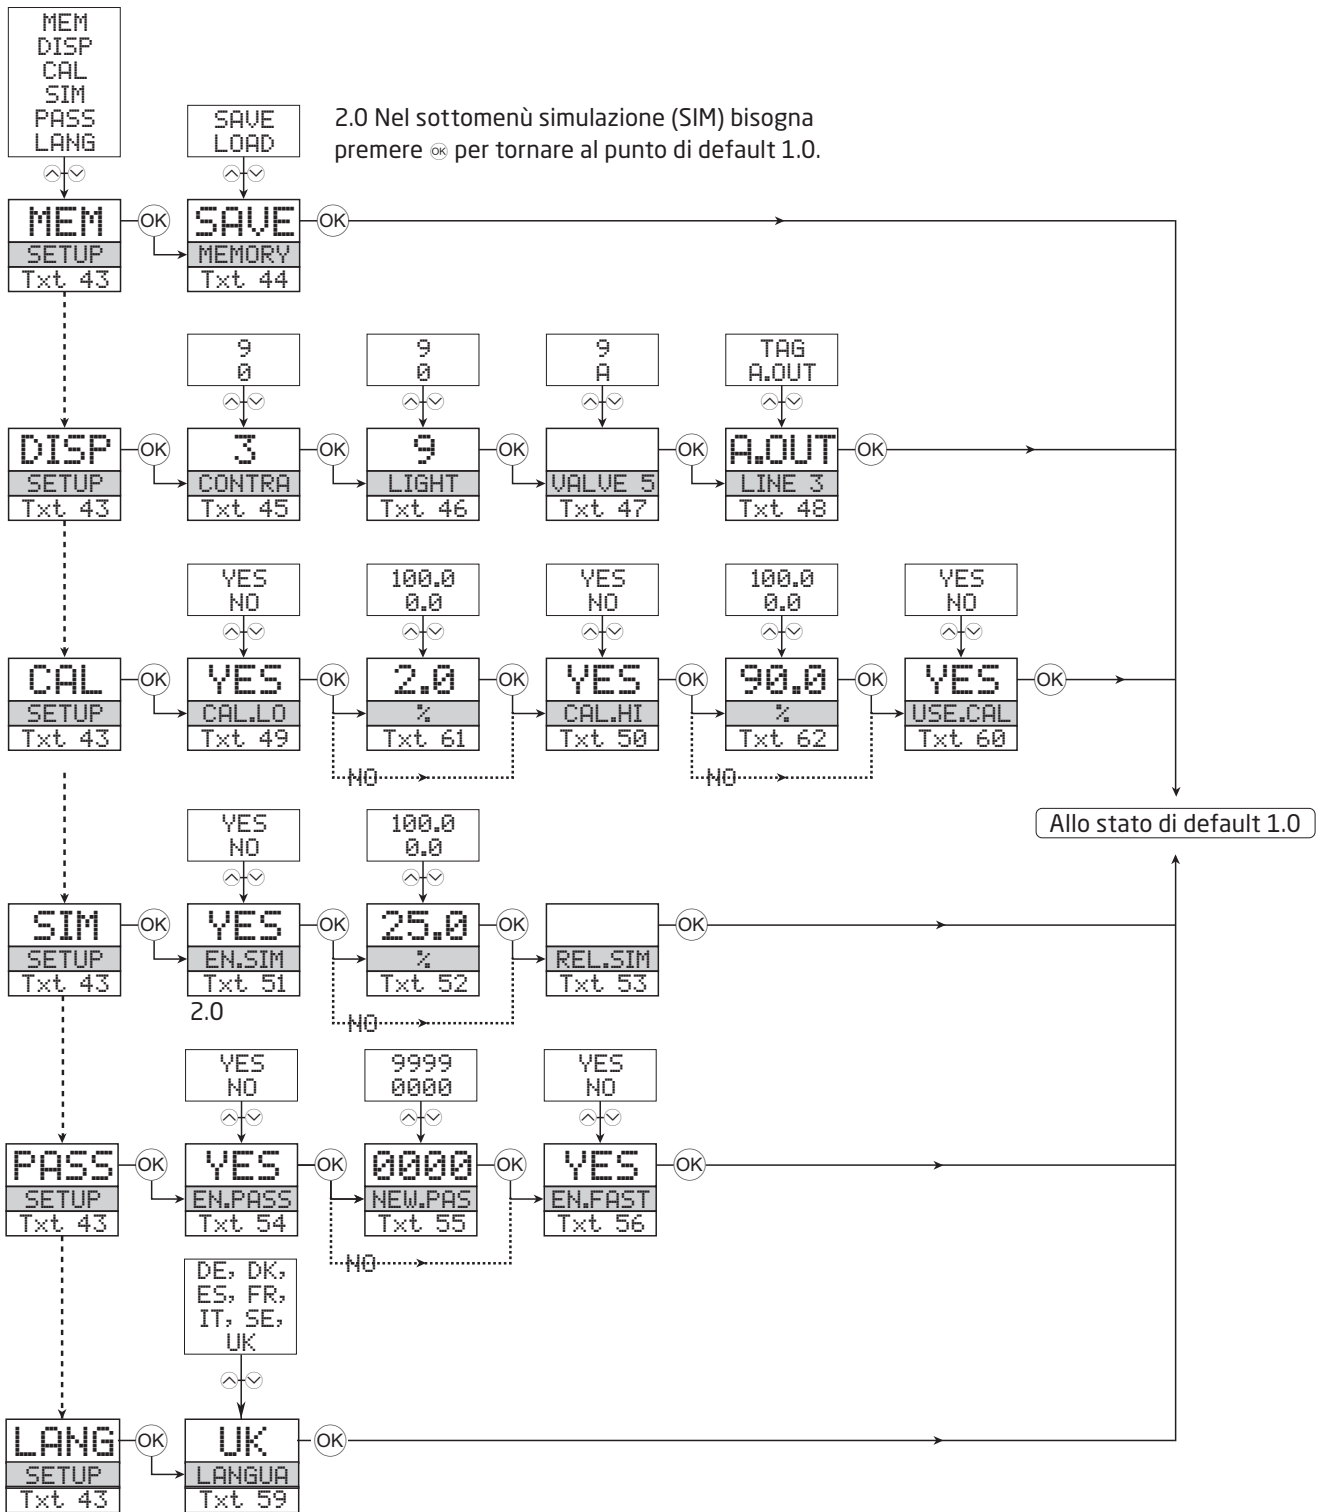 MEM
DISP
CAL
SIM
PASS
LANG
SAVE
LOAD
2.0 Nel sottomenù simulazione (SIM) bisogna
premere OK per tornare al punto di default 1.0.
MEM OK SAVE OK
SETUP MEMORY
Txt 43 Txt 44
9 9 9 TAG
0 0 A A.OUT
DISP OK 3 OK 9 OK OK A.OUT OK
SETUP CONTRA LIGHT VALVE 5 LINE 3
Txt 43 Txt 45 Txt 46 Txt 47 Txt 48
YES 100.0 YES 100.0 YES
NO 0.0 NO 0.0 NO
CAL OK YES OK 2.0 OK YES OK 90.0 OK YES OK
SETUP CAL.LO % CAL.HI % USE.CAL
Txt 43 Txt 49 Txt 61 Txt 50 Txt 62 Txt 60
NO NO
Allo stato di default 1.0
YES 100.0
NO 0.0
SIM OK YES OK 25.0 OK OK
SETUP EN.SIM % REL.SIM
Txt 43 Txt 51 Txt 52 Txt 53
2.0
NO
YES 9999 YES
NO 0000 NO
PASS OK YES OK 0000 OK YES OK
SETUP EN.PASS NEW.PAS EN.FAST
Txt 43 Txt 54 Txt 55 Txt 56
NO
DE, DK,
ES, FR,
IT, SE,
UK
LANG OK UK OK
SETUP LANGUA
Txt 43 Txt 59